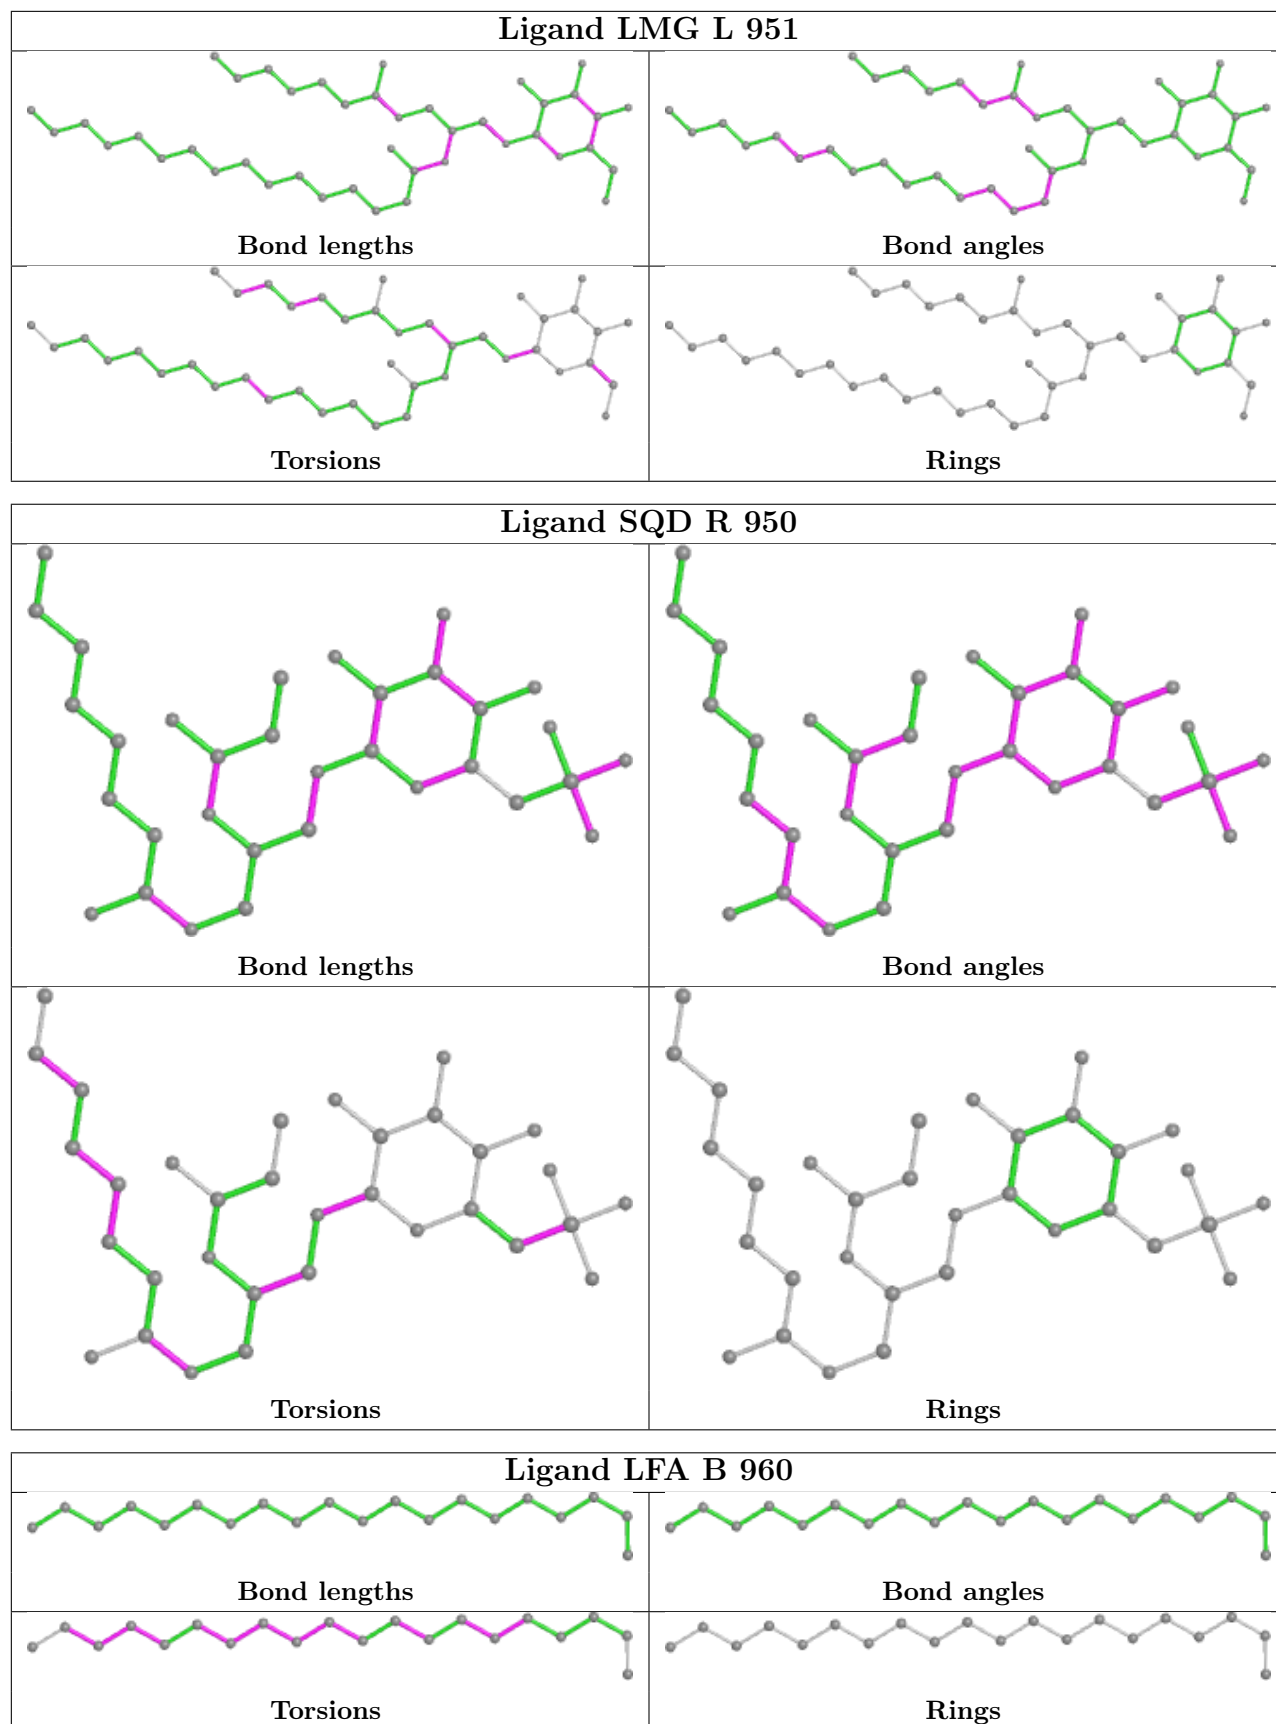 Ligand LMG L 951
Bond lengths
Bond angles
Torsions
Rings
Ligand SQD R 950
Bond lengths
Bond angles
Torsions
Rings
Ligand LFA B 960
Bond lengths
Bond angles
Torsions
Rings